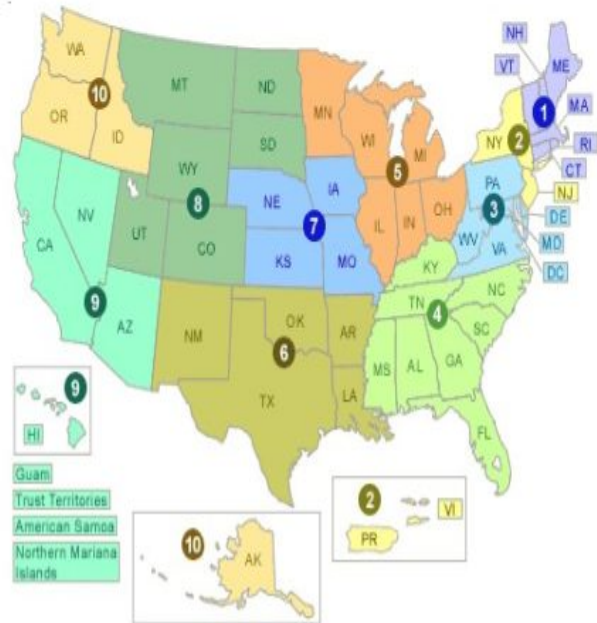 NH
WA
VT
ME
MT
ND
10
MN
1
MA
OR
ID
WI
NY
2
RI
SD
MI
CT
WY
5
PA
NJ
8
IA
3
DE
NE
OH
NV
7
IL
IN
WV
MD
UT
CO
VA
CA
KS
MO
KY
DC
NC
TN
9
OK
4
AZ
NM
AR
SC
6
MS
AL
GA
TX
LA
9
FL
HI
Guam
2
VI
Trust Territories
American Samoa
10
PR
Northern Mariana
Islands
AK